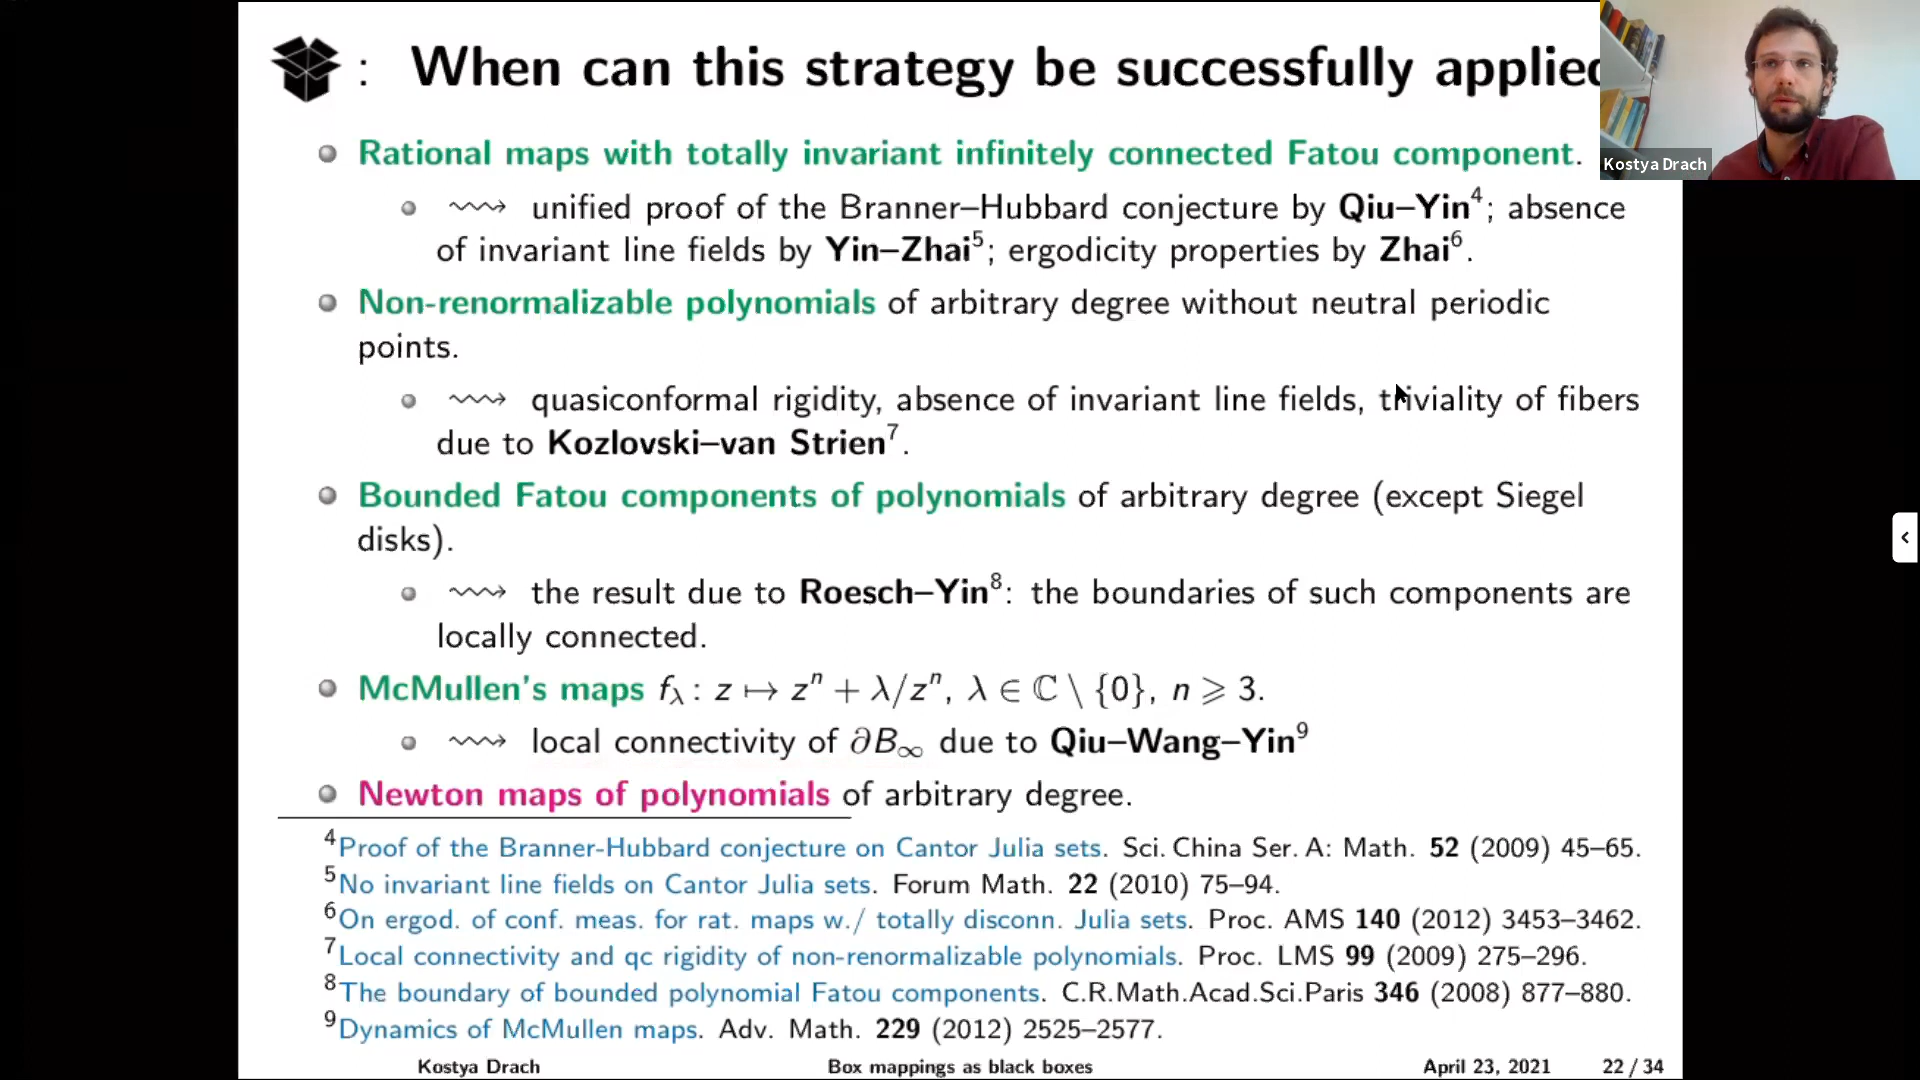 : When can this strategy be successfully applied
Kostya Drach
Rational maps with totally invariant infinitely connected Fatou component.
⇝ unified proof of the Branner–Hubbard conjecture by Qiu–Yin⁴; absence
of invariant line fields by Yin–Zhai⁵; ergodicity properties by Zhai⁶.
Non-renormalizable polynomials of arbitrary degree without neutral periodic
points.
⇝ quasiconformal rigidity, absence of invariant line fields, triviality of fibers
due to Kozlovski–van Strien⁷.
Bounded Fatou components of polynomials of arbitrary degree (except Siegel
disks).
⇝ the result due to Roesch–Yin⁸: the boundaries of such components are
locally connected.
McMullen's maps f_λ : z ↦ zⁿ + λ/zⁿ, λ ∈ ℂ \ {0}, n ⩾ 3.
⇝ local connectivity of ∂B_∞ due to Qiu–Wang–Yin⁹
Newton maps of polynomials of arbitrary degree.
⁴Proof of the Branner-Hubbard conjecture on Cantor Julia sets. Sci. China Ser. A: Math. 52 (2009) 45–65.
⁵No invariant line fields on Cantor Julia sets. Forum Math. 22 (2010) 75–94.
⁶On ergod. of conf. meas. for rat. maps w./ totally disconn. Julia sets. Proc. AMS 140 (2012) 3453–3462.
⁷Local connectivity and qc rigidity of non-renormalizable polynomials. Proc. LMS 99 (2009) 275–296.
⁸The boundary of bounded polynomial Fatou components. C.R.Math.Acad.Sci.Paris 346 (2008) 877–880.
⁹Dynamics of McMullen maps. Adv. Math. 229 (2012) 2525–2577.
Kostya Drach Box mappings as black boxes April 23, 2021 22 / 34